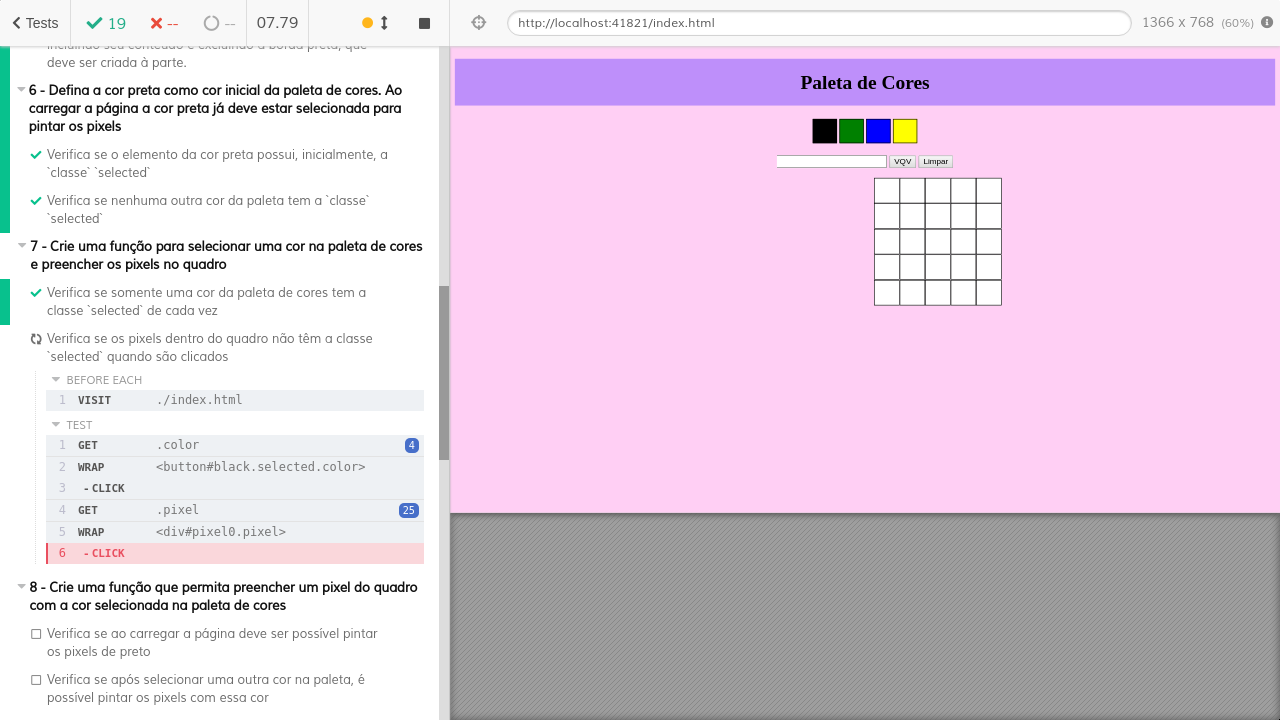 Tests
19
--
--
07.79
http://localhost:41821/index.html
1366 x 768 (60%)
incluindo seu conteúdo e excluindo a borda preta, que
deve ser criada à parte.
6 - Defina a cor preta como cor inicial da paleta de cores. Ao
carregar a página a cor preta já deve estar selecionada para
pintar os pixels
Verifica se o elemento da cor preta possui, inicialmente, a
`classe` `selected`
Verifica se nenhuma outra cor da paleta tem a `classe`
`selected`
7 - Crie uma função para selecionar uma cor na paleta de cores
e preencher os pixels no quadro
Verifica se somente uma cor da paleta de cores tem a
classe `selected` de cada vez
Verifica se os pixels dentro do quadro não têm a classe
`selected` quando são clicados
BEFORE EACH
1 VISIT ./index.html
TEST
1 GET .color 4
2 WRAP <button#black.selected.color>
3 - CLICK
4 GET .pixel 25
5 WRAP <div#pixel0.pixel>
6 - CLICK
8 - Crie uma função que permita preencher um pixel do quadro
com a cor selecionada na paleta de cores
Verifica se ao carregar a página deve ser possível pintar
os pixels de preto
Verifica se após selecionar uma outra cor na paleta, é
possível pintar os pixels com essa cor
Paleta de Cores
VQV Limpar